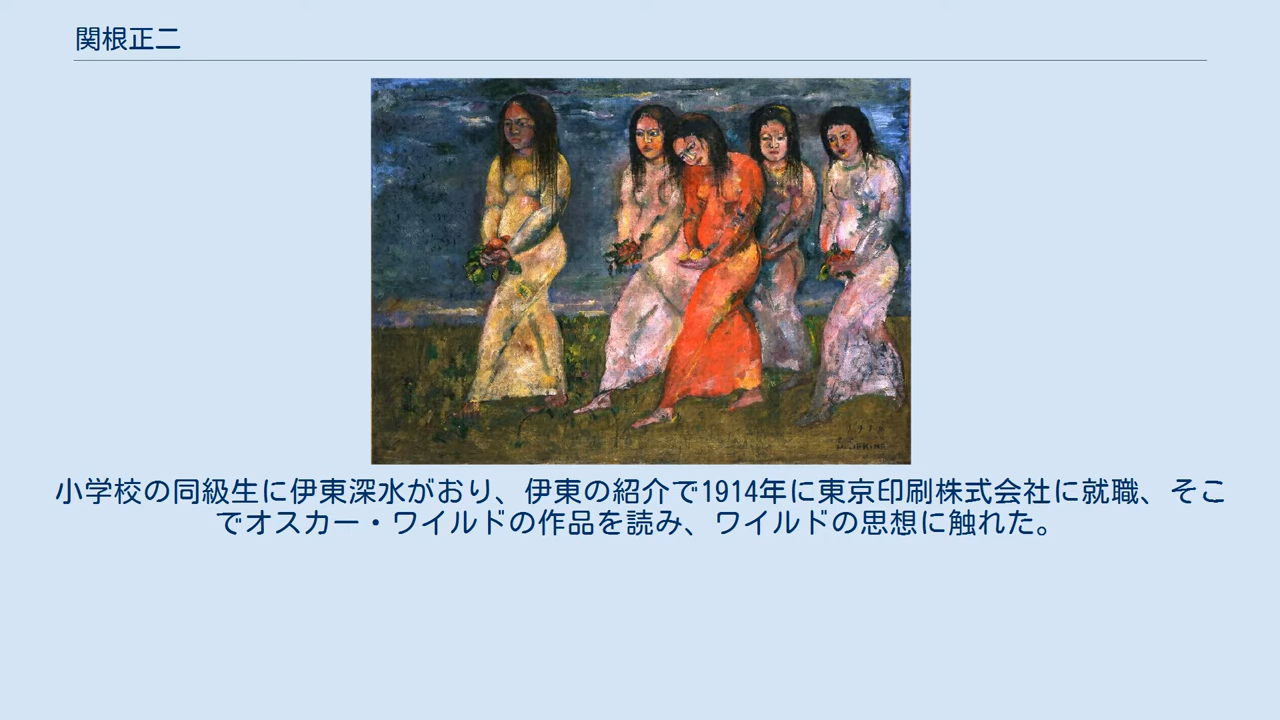 関根正二
小学校の同級生に伊東深水がおり、伊東の紹介で1914年に東京印刷株式会社に就職、そこ
でオスカー・ワイルドの作品を読み、ワイルドの思想に触れた。